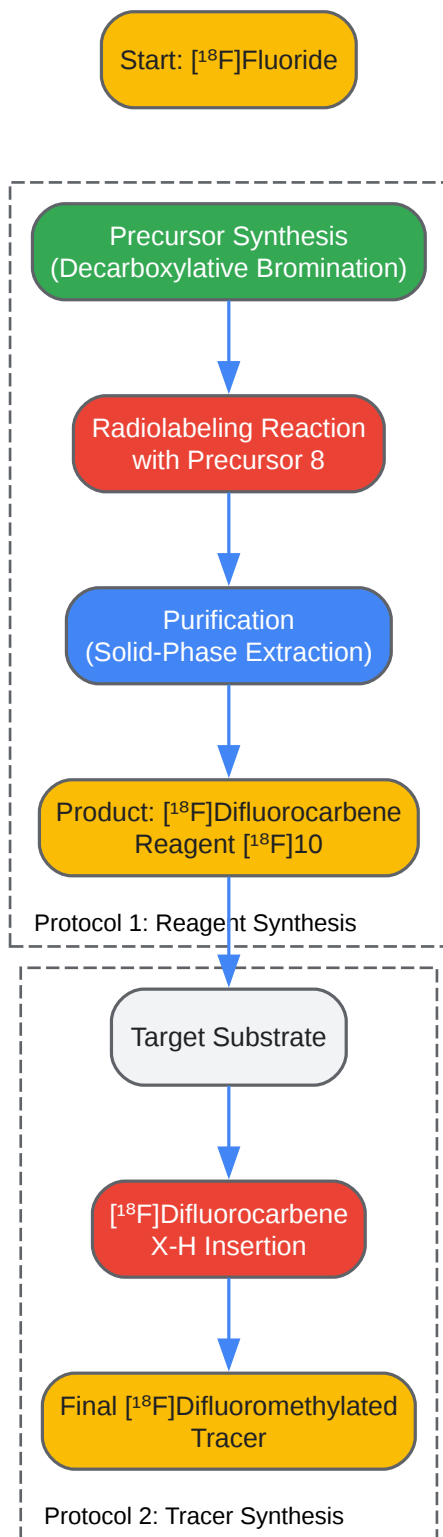 Start: [¹⁸F]Fluoride
Precursor Synthesis
(Decarboxylative Bromination)
Radiolabeling Reaction
with Precursor 8
Purification
(Solid-Phase Extraction)
Product: [¹⁸F]Difluorocarbene
Reagent [¹⁸F]10
Protocol 1: Reagent Synthesis
Target Substrate
[¹⁸F]Difluorocarbene
X-H Insertion
Final [¹⁸F]Difluoromethylated
Tracer
Protocol 2: Tracer Synthesis